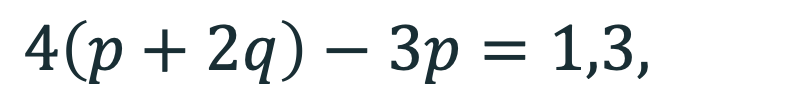 4(p + 2q) − 3p = 1,3,